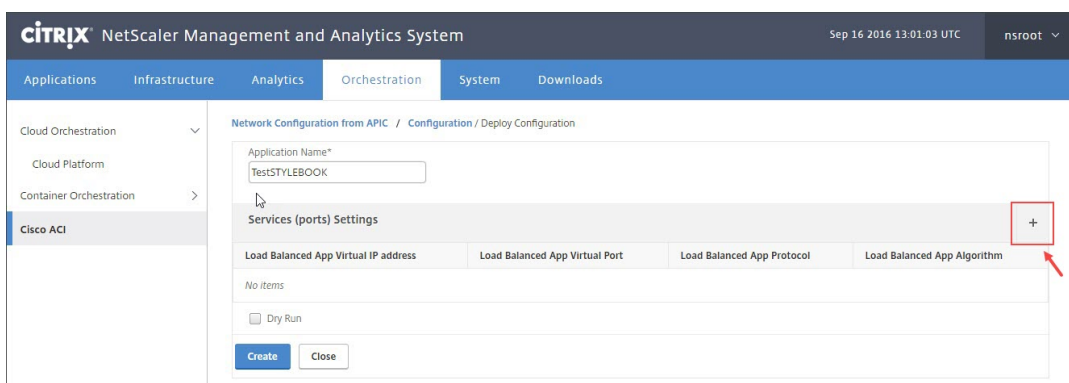 CITRIX NetScaler Management and Analytics System
Sep 16 2016 13:01:03 UTC
nsroot
Applications Infrastructure Analytics Orchestration System Downloads
Cloud Orchestration
Cloud Platform
Container Orchestration
Cisco ACI
Network Configuration from APIC / Configuration / Deploy Configuration
Application Name*
TestSTYLEBOOK
Services (ports) Settings
+
Load Balanced App Virtual IP address Load Balanced App Virtual Port Load Balanced App Protocol Load Balanced App Algorithm
No items
Dry Run
Create Close